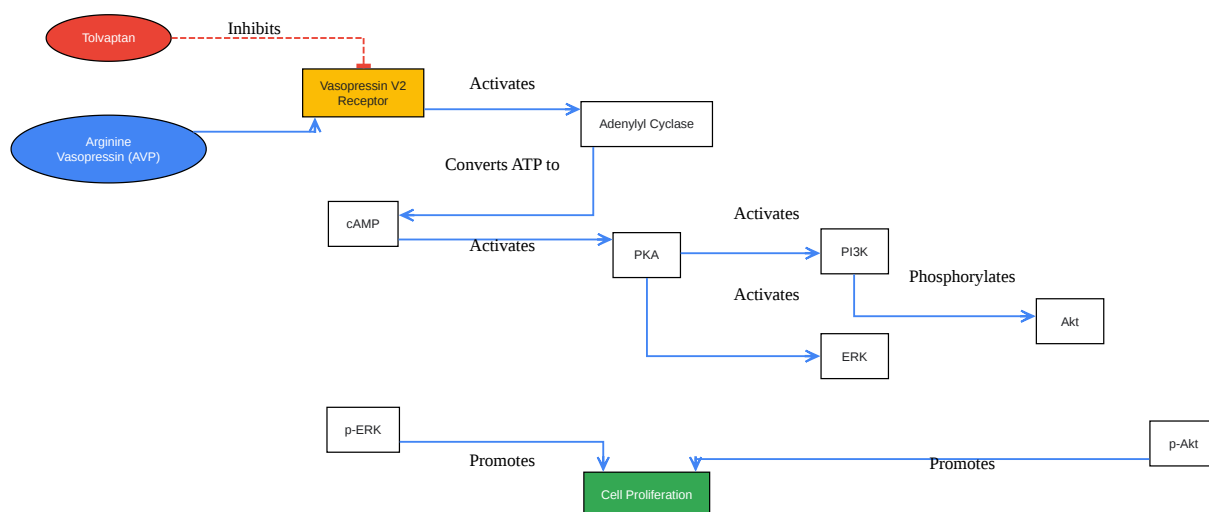 Inhibits
Tolvaptan
Vasopressin V2
Receptor
Activates
Adenylyl Cyclase
Arginine
Vasopressin (AVP)
Converts ATP to
cAMP
Activates
PKA
Activates
PI3K
Activates
Phosphorylates
Akt
ERK
p-ERK
Promotes
p-Akt
Promotes
Cell Proliferation